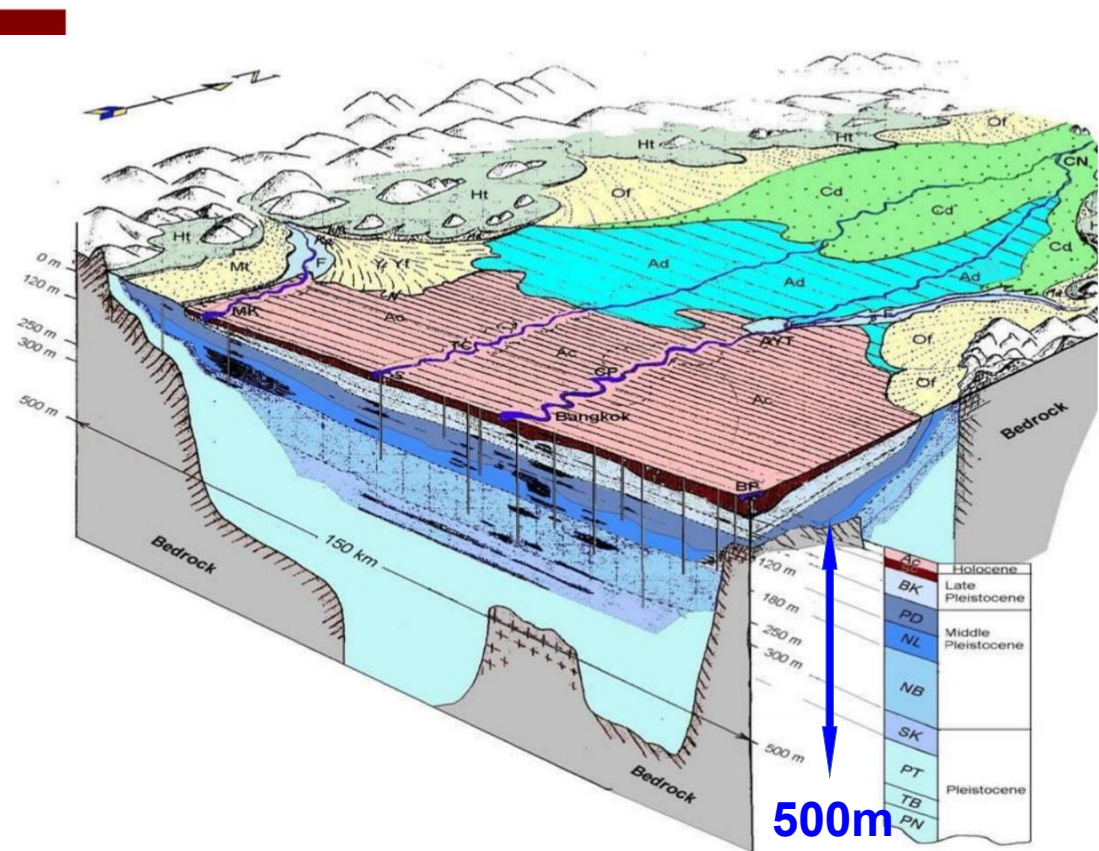 N
Of
Ht
Ht
CN
Ht
Of
Cd
Cd
Ht
Cd
Mt
F
Yf
Ad
Ad
Ad
0 m
120 m
250 m
300 m
500 m
MK
Ac
TC
Ac
AYT
F
Of
Of
CP
Ac
Bangkok
BP
Bedrock
150 km
Bedrock
Bedrock
120 m
180 m
250 m
300 m
500 m
500m
Ac
Holocene
BK
Late
Pleistocene
PD
NL
Middle
Pleistocene
NB
SK
PT
Pleistocene
TB
PN